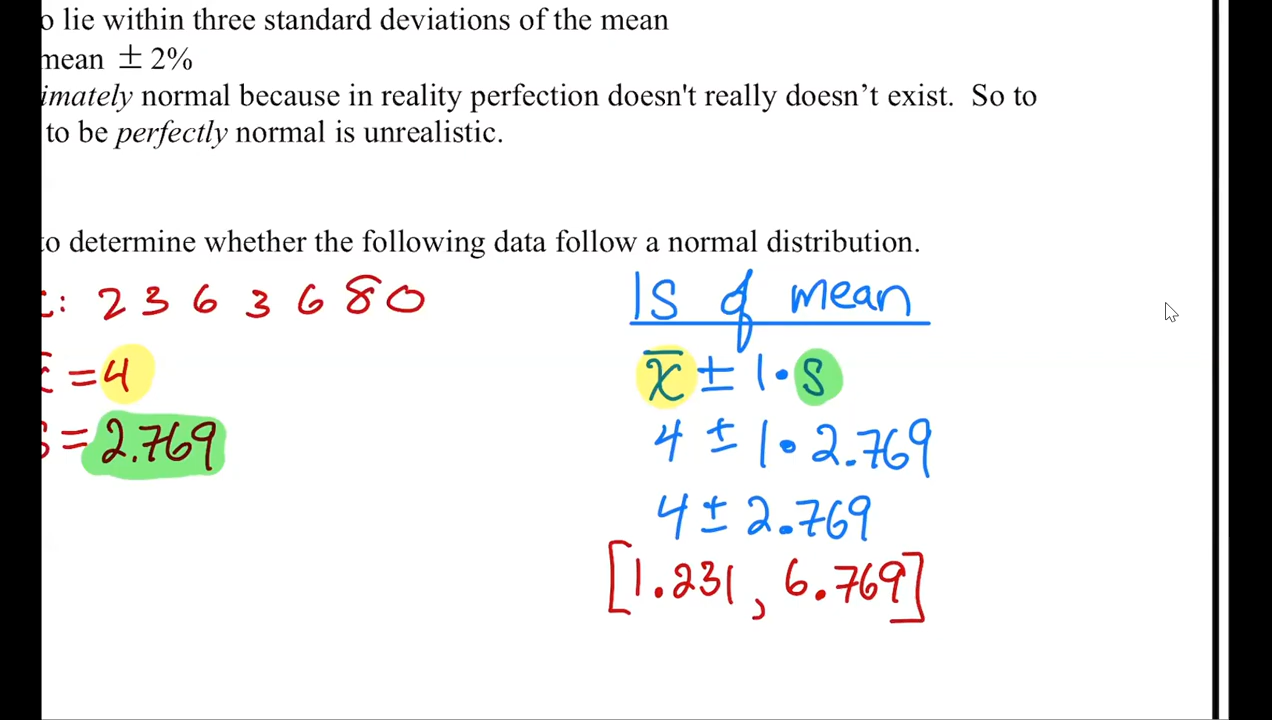 o lie within three standard deviations of the mean
mean ± 2%
imately normal because in reality perfection doesn't really doesn’t exist. So to
to be perfectly normal is unrealistic.
to determine whether the following data follow a normal distribution.
: 2 3 6 3 6 8 0
= 4
= 2.769
1S of mean
x̅ ± 1 · S
4 ± 1 · 2.769
4 ± 2.769
[1.231, 6.769]